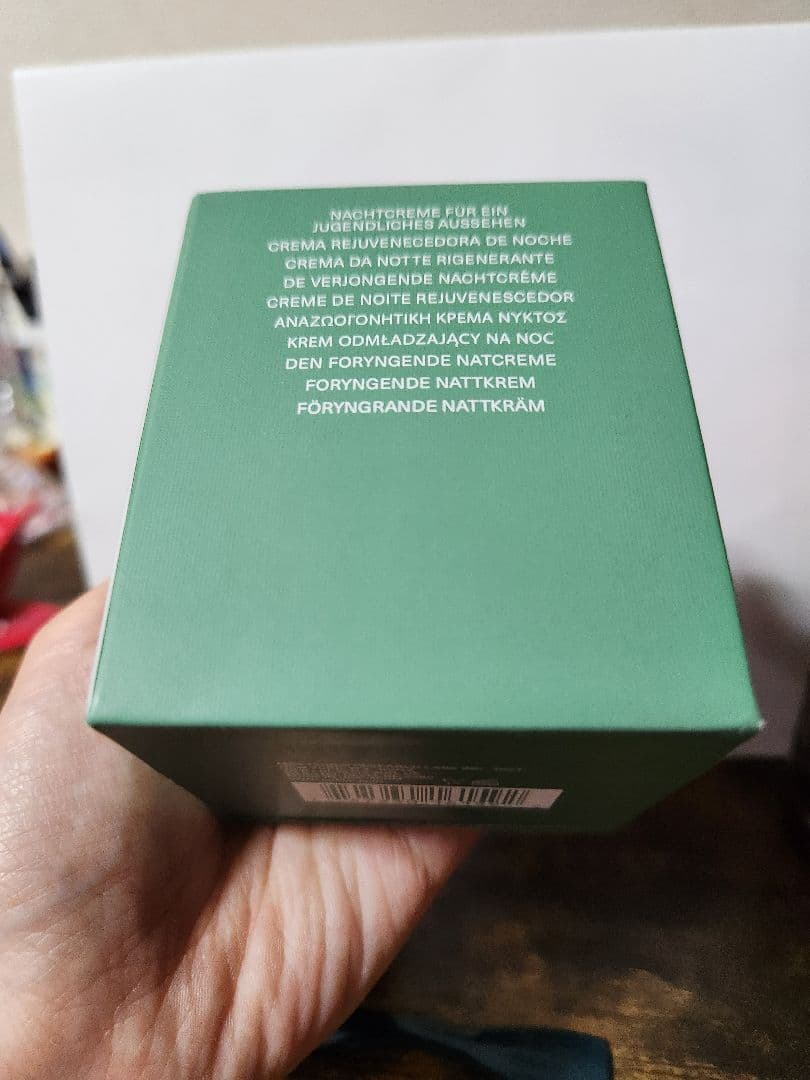 NACHTCREME FÜR EIN
JUGENDLICHES AUSSEHEN
CREMA REJUVENECEDORA DE NOCHE
CREMA DA NOTTE RIGENERANTE
DE VERJONGENDE NACHTCRÉME
CREME DE NOITE REJUVENESCEDOR
ΑΝΑΖΩΟΓΟΝΗΤΙΚΗ ΚΡΕΜΑ ΝΥΚΤΟΣ
KREM ODMŁADZAJĄCY NA NOC
DEN FORYNGENDE NATCREME
FORYNGENDE NATTKREM
FÖRYNGRANDE NATTKRÄM